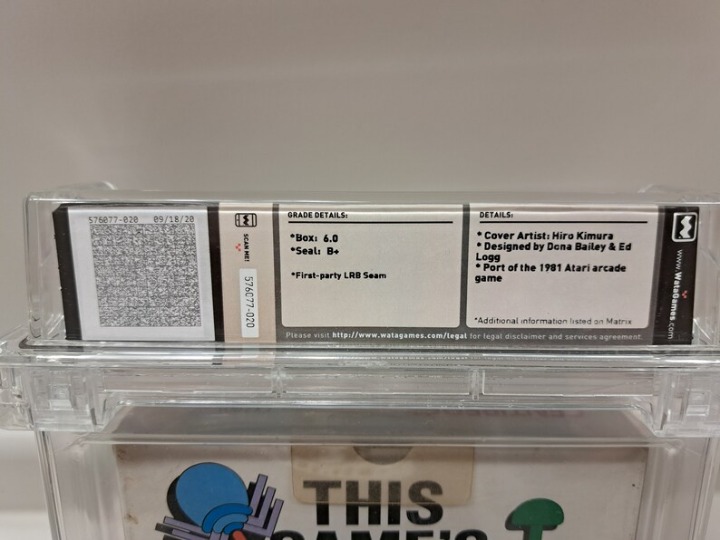 576077-020 09/18/20
SCAN ME!
576077-020
GRADE DETAILS:
*Box: 6.0
*Seal: B+
*First-party LRB Seam
DETAILS:
* Cover Artist: Hiro Kimura
* Designed by Dona Bailey & Ed
Logg
* Port of the 1981 Atari arcade
game
*Additional information listed on Matrix
Please visit http://www.watagames.com/legal for legal disclaimer and services agreement.
www.WataGames.com
THIS
GAME'S